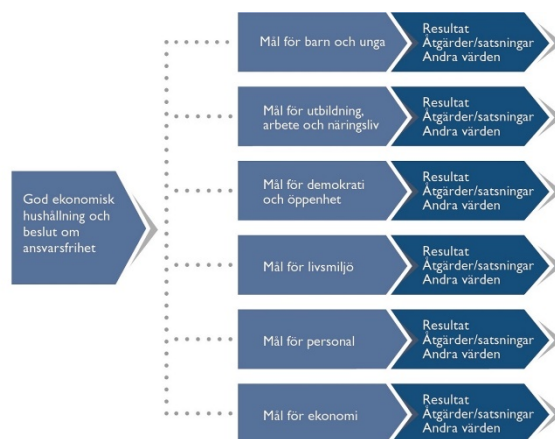 God ekonomisk
hushållning och
beslut om
ansvarsfrihet
Mål för barn och unga
Resultat
Åtgärder/satsningar
Andra värden
Mål för utbildning,
arbete och näringsliv
Resultat
Åtgärder/satsningar
Andra värden
Mål för demokrati
och öppenhet
Resultat
Åtgärder/satsningar
Andra värden
Mål för livsmiljö
Resultat
Åtgärder/satsningar
Andra värden
Mål för personal
Resultat
Åtgärder/satsningar
Andra värden
Mål för ekonomi
Resultat
Åtgärder/satsningar
Andra värden